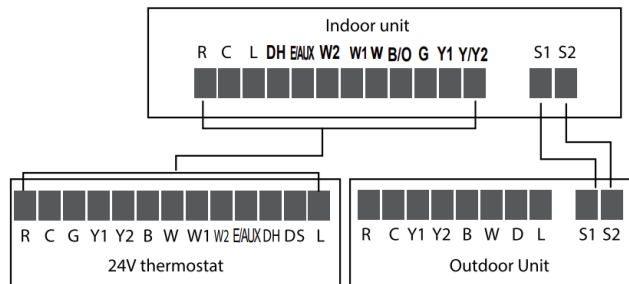 Indoor unit
R C L DH E/AUX W2 W1 W B/O G Y1 Y/Y2 S1 S2
R C G Y1 Y2 B W W1 W2 E/AUX DH DS L
24V thermostat
R C Y1 Y2 B W D L S1 S2
Outdoor Unit